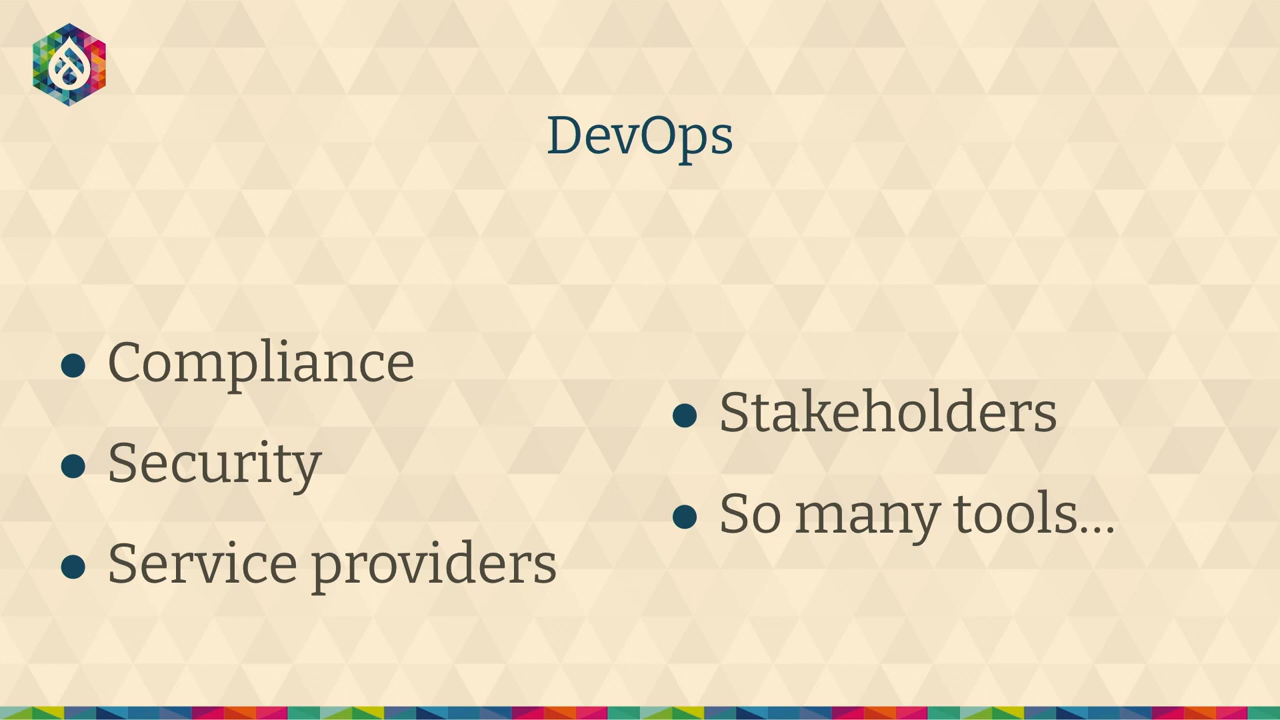 DevOps
● Compliance
● Security
● Service providers
● Stakeholders
● So many tools...